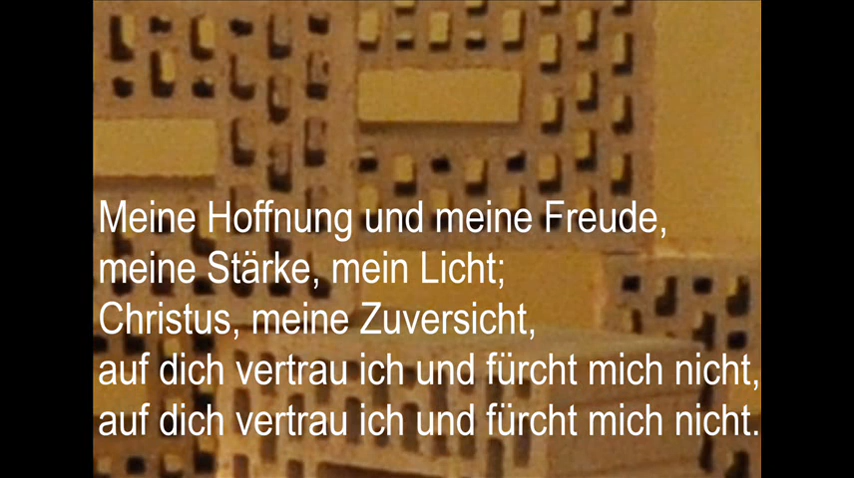 Meine Hoffnung und meine Freude,
meine Stärke, mein Licht;
Christus, meine Zuversicht,
auf dich vertrau ich und fürcht mich nicht,
auf dich vertrau ich und fürcht mich nicht.